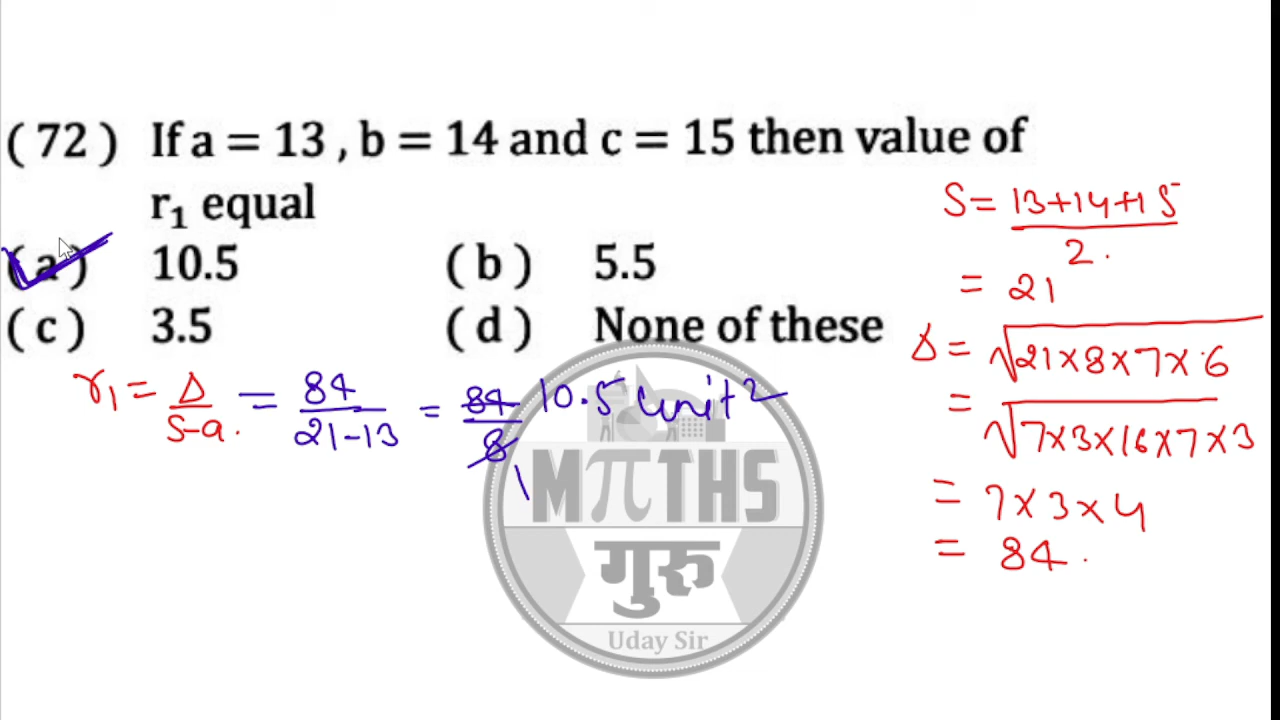 (72) If a = 13 , b = 14 and c = 15 then value of
r₁ equal
(a) 10.5 (b) 5.5
(c) 3.5 (d) None of these
S = 13+14+15 / 2.
= 21
Δ = √21×8×7×6
= √7×3×16×7×3
= 7×3×4
= 84.
r₁ = Δ / S-a. = 84 / 21-13 = 84 / 8 10.5 unit²
1
MπTHS
गुरु
Uday Sir